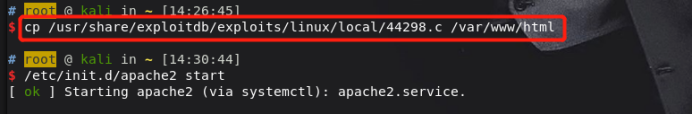 # root @ kali in ~ [14:26:45]
$ cp /usr/share/exploitdb/exploits/linux/local/44298.c /var/www/html
# root @ kali in ~ [14:30:44]
$ /etc/init.d/apache2 start
[ ok ] Starting apache2 (via systemctl): apache2.service.